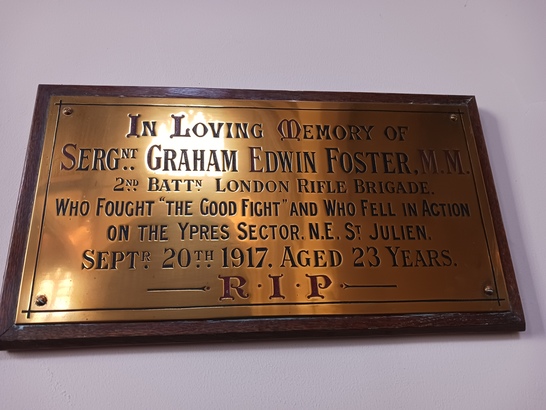 In Loving Memory of
Sergnt. Graham Edwin Foster, M.M.
2nd Battn London Rifle Brigade.
Who Fought "The Good Fight" and Who Fell in Action
on the Ypres Sector. N.E. St Julien.
Septr. 20th 1917. Aged 23 Years.
R·I·P